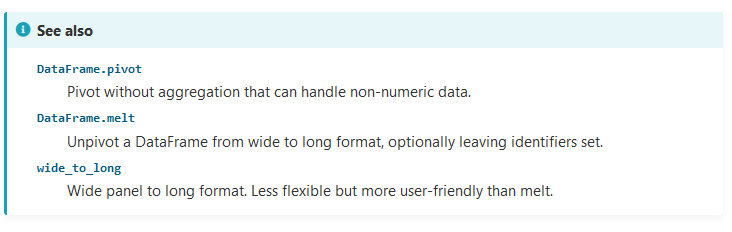 See also
DataFrame.pivot
Pivot without aggregation that can handle non-numeric data.
DataFrame.melt
Unpivot a DataFrame from wide to long format, optionally leaving identifiers set.
wide_to_long
Wide panel to long format. Less flexible but more user-friendly than melt.